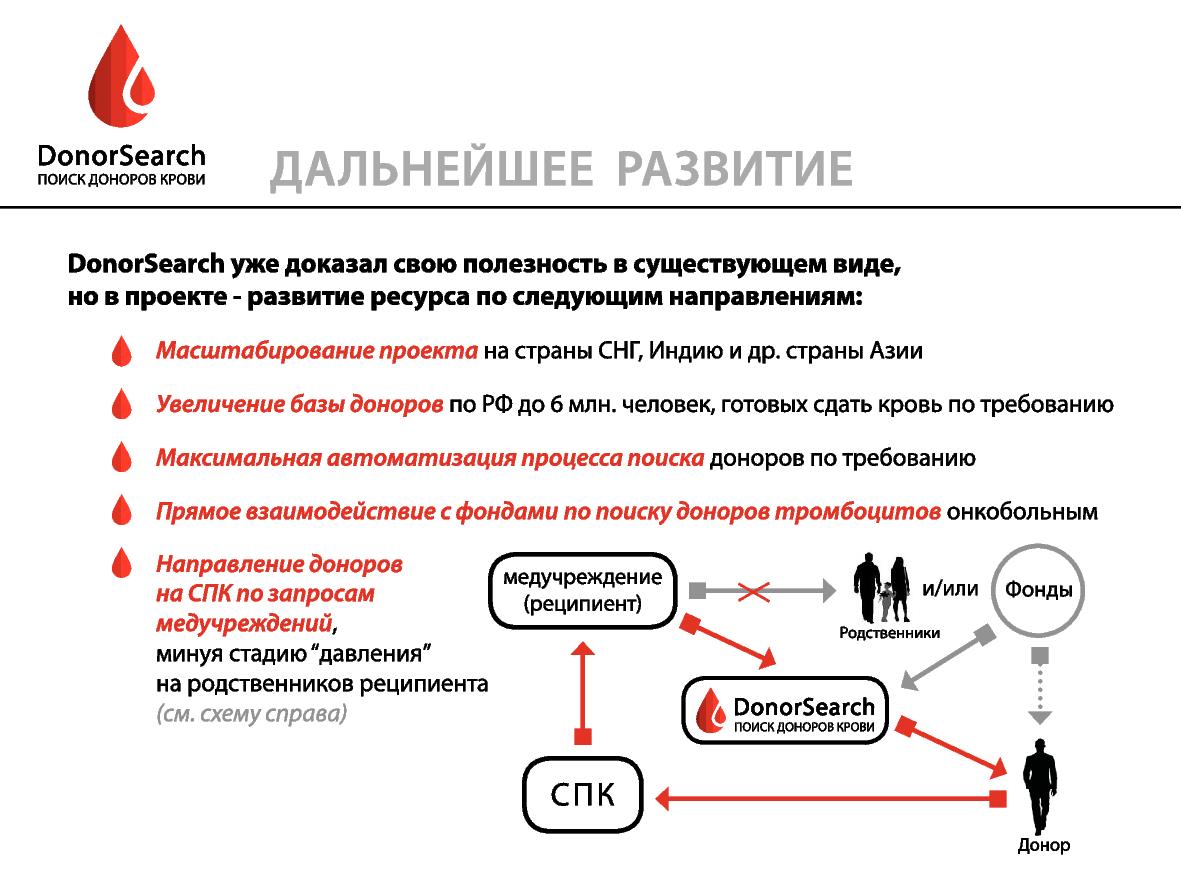 DonorSearch
ПОИСК ДОНОРОВ КРОВИ
ДАЛЬНЕЙШЕЕ РАЗВИТИЕ
DonorSearch уже доказал свою полезность в существующем виде,
но в проекте - развитие ресурса по следующим направлениям:
Масштабирование проекта на страны СНГ, Индию и др. страны Азии
Увеличение базы доноров по РФ до 6 млн. человек, готовых сдать кровь по требованию
Максимальная автоматизация процесса поиска доноров по требованию
Прямое взаимодействие с фондами по поиску доноров тромбоцитов онкобольным
Направление доноров
на СПК по запросам
медучреждений,
минуя стадию "давления"
на родственников реципиента
(см. схему справа)
медучреждение
(реципиент)
Родственники
и/или
Фонды
DonorSearch
ПОИСК ДОНОРОВ КРОВИ
СПК
Донор